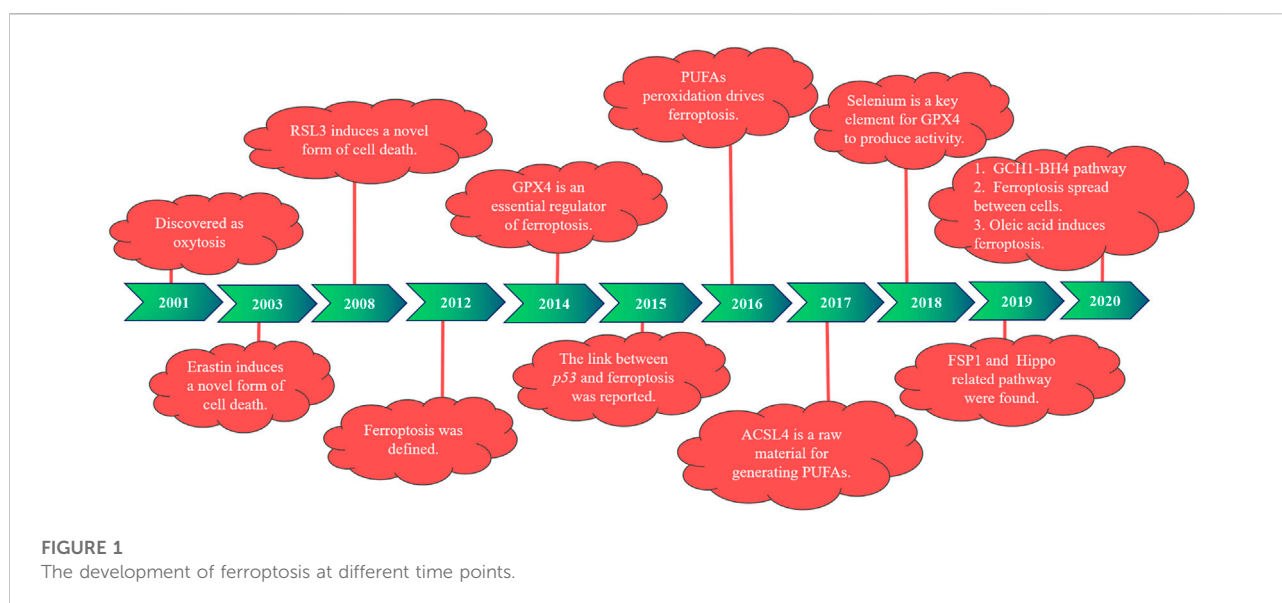 PUFAs
peroxidation drives
ferroptosis.
Selenium is a key
element for GPX4
to produce activity.
RSL3 induces a novel
form of cell death.
GPX4 is an
essential regulator
of ferroptosis.
1. GCH1-BH4 pathway
2. Ferroptosis spread
between cells.
3. Oleic acid induces
ferroptosis.
Discovered as
oxytosis
2001
2003
2008
2012
2014
2015
2016
2017
2018
2019
2020
Erastin induces
a novel form of
cell death.
Ferroptosis was
defined.
The link between
p53 and ferroptosis
was reported.
ACSL4 is a raw
material for
generating PUFAs.
FSP1 and Hippo
related pathway
were found.
FIGURE 1
The development of ferroptosis at different time points.